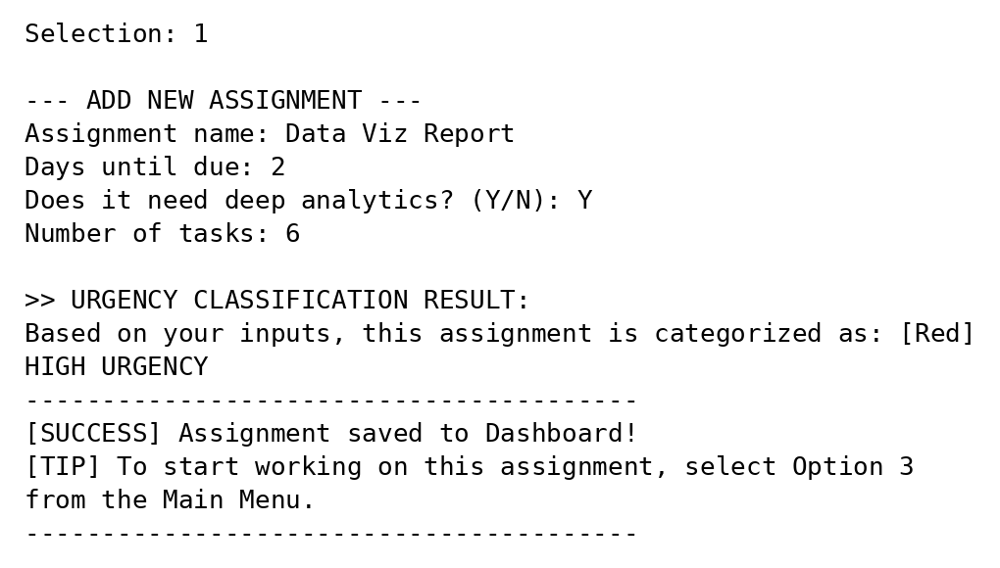 Selection: 1
--- ADD NEW ASSIGNMENT ---
Assignment name: Data Viz Report
Days until due: 2
Does it need deep analytics? (Y/N): Y
Number of tasks: 6
>> URGENCY CLASSIFICATION RESULT:
Based on your inputs, this assignment is categorized as: [Red]
HIGH URGENCY
----------------------------------------
[SUCCESS] Assignment saved to Dashboard!
[TIP] To start working on this assignment, select Option 3
from the Main Menu.
----------------------------------------